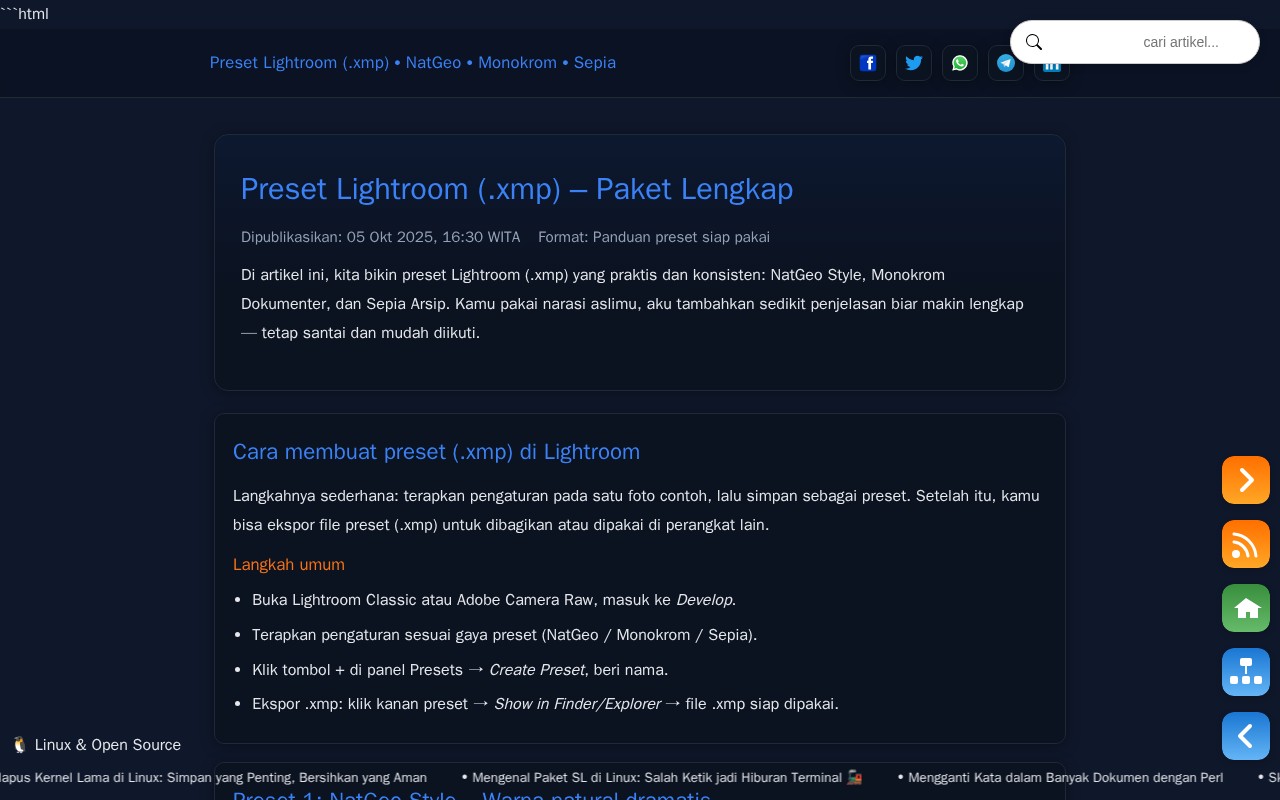 ```html
Preset Lightroom (.xmp) • NatGeo • Monokrom • Sepia
cari artikel...
Preset Lightroom (.xmp) – Paket Lengkap
Dipublikasikan: 05 Okt 2025, 16:30 WITA Format: Panduan preset siap pakai
Di artikel ini, kita bikin preset Lightroom (.xmp) yang praktis dan konsisten: NatGeo Style, Monokrom
Dokumenter, dan Sepia Arsip. Kamu pakai narasi aslimu, aku tambahkan sedikit penjelasan biar makin lengkap
— tetap santai dan mudah diikuti.
Cara membuat preset (.xmp) di Lightroom
Langkahnya sederhana: terapkan pengaturan pada satu foto contoh, lalu simpan sebagai preset. Setelah itu, kamu
bisa ekspor file preset (.xmp) untuk dibagikan atau dipakai di perangkat lain.
Langkah umum
• Buka Lightroom Classic atau Adobe Camera Raw, masuk ke Develop.
• Terapkan pengaturan sesuai gaya preset (NatGeo / Monokrom / Sepia).
• Klik tombol + di panel Presets → Create Preset, beri nama.
• Ekspor .xmp: klik kanan preset → Show in Finder/Explorer → file .xmp siap dipakai.
🐧 Linux & Open Source
lapus Kernel Lama di Linux: Simpan yang Penting, Bersihkan yang Aman • Mengenal Paket SL di Linux: Salah Ketik jadi Hiburan Terminal 🚂 • Mengganti Kata dalam Banyak Dokumen dengan Perl •
Preset 1: NatGeo Style – Warna natural dramatis